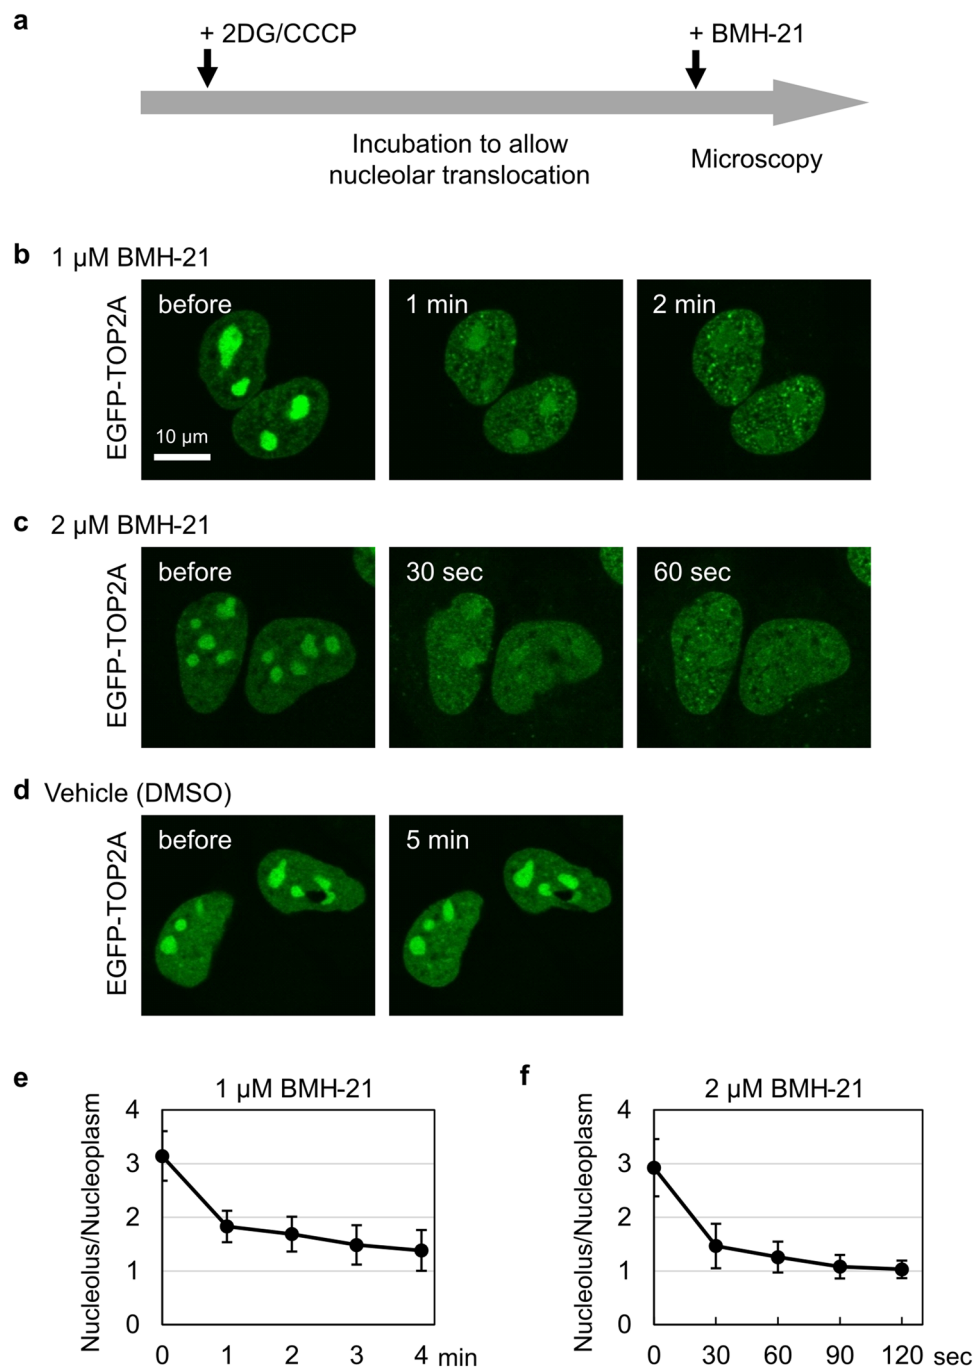 a
+ 2DG/CCCP
+ BMH-21
Incubation to allow
nucleolar translocation
Microscopy
b 1 µM BMH-21
EGFP-TOP2A
before
1 min
2 min
10 µm
c 2 µM BMH-21
EGFP-TOP2A
before
30 sec
60 sec
d Vehicle (DMSO)
EGFP-TOP2A
before
5 min
e
1 µM BMH-21
Nucleolus/Nucleoplasm
4
3
2
1
0
0 1 2 3 4 min
f
2 µM BMH-21
Nucleolus/Nucleoplasm
4
3
2
1
0
0 30 60 90 120 sec